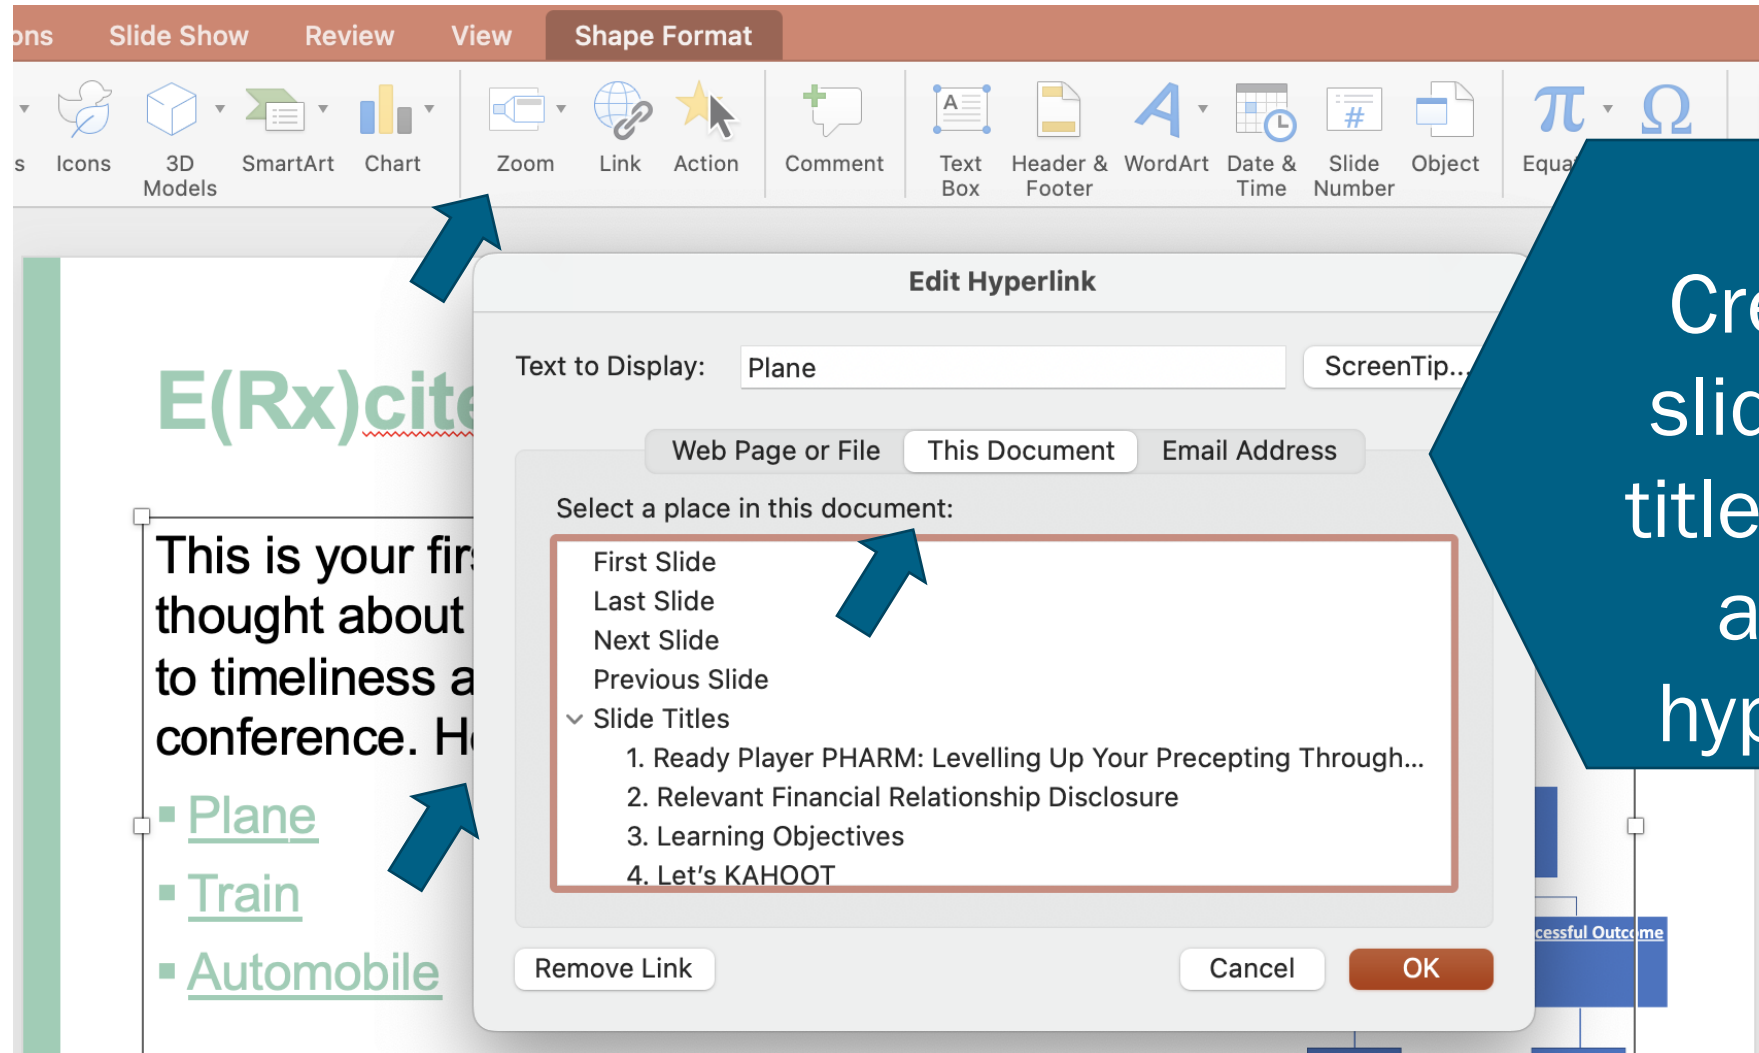 Slide Show Review View Shape Format
Icons 3D Models SmartArt Chart Zoom Link Action Comment Text Box Header & Footer WordArt Date & Time Slide Number Object
Edit Hyperlink
Text to Display: Plane ScreenTip...
Web Page or File This Document Email Address
Select a place in this document:
First Slide
Last Slide
Next Slide
Previous Slide
Slide Titles
1. Ready Player PHARM: Levelling Up Your Precepting Through...
2. Relevant Financial Relationship Disclosure
3. Learning Objectives
4. Let's KAHOOT
Remove Link Cancel OK
E(Rx)cite
This is your
thought about
to timeliness
conference.
Plane
Train
Automobile
Outcome